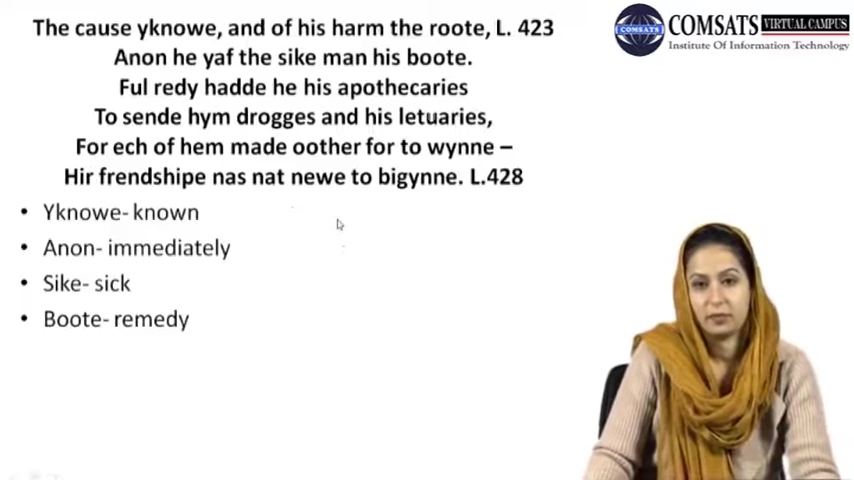 The cause yknowe, and of his harm the roote, L. 423
Anon he yaf the sike man his boote.
Ful redy hadde he his apothecaries
To sende hym drogges and his letuaries,
For ech of hem made oother for to wynne –
Hir frendshipe nas nat newe to bigynne. L.428
• Yknowe- known
• Anon- immediately
• Sike- sick
• Boote- remedy
COMSATS
COMSATS VIRTUAL CAMPUS
Institute Of Information Technology